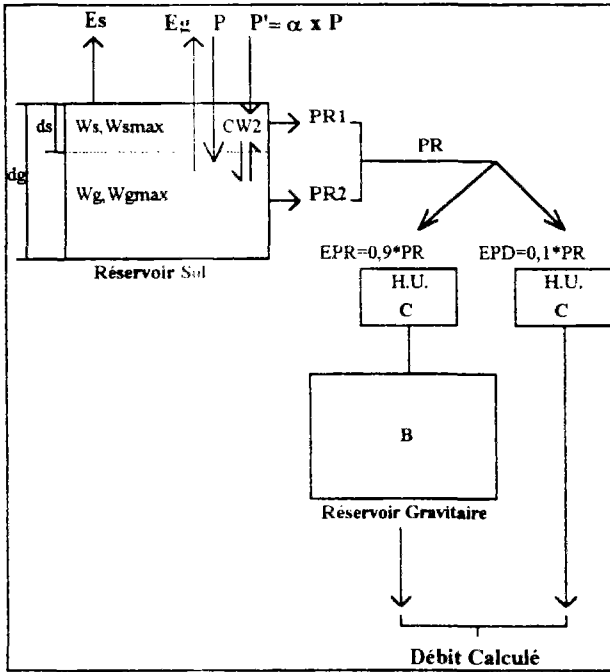 Es Eg P P'= α x P
ds Ws, Wsmax CW2 PR1
dg PR
Wg, Wgmax PR2
Réservoir Sol
EPR=0,9*PR EPD=0,1*PR
H.U. H.U.
C C
B
Réservoir Gravitaire
Débit Calculé